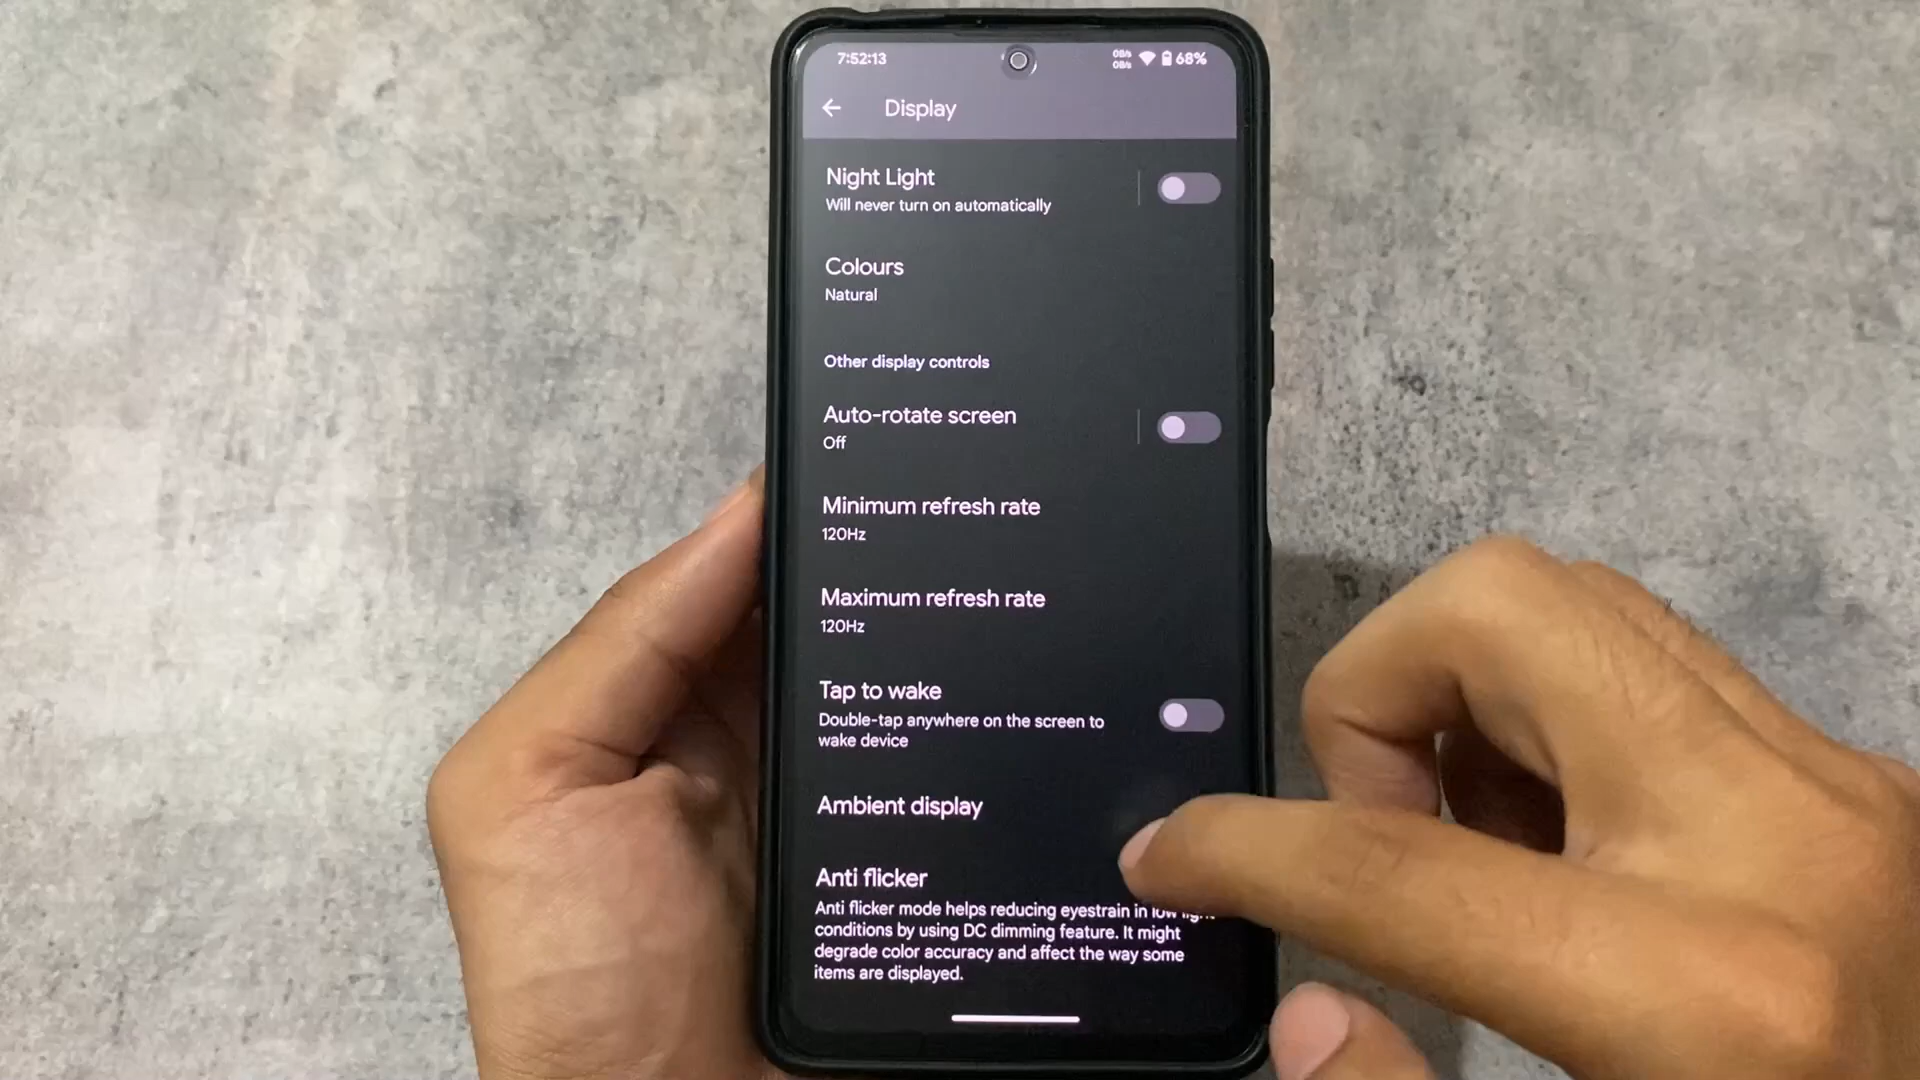 7:52:13
0B/s
0B/s
68%
Display
Night Light
Will never turn on automatically
Colours
Natural
Other display controls
Auto-rotate screen
Off
Minimum refresh rate
120Hz
Maximum refresh rate
120Hz
Tap to wake
Double-tap anywhere on the screen to
wake device
Ambient display
Anti flicker
Anti flicker mode helps reducing eyestrain in low light
conditions by using DC dimming feature. It might
degrade color accuracy and affect the way some
items are displayed.